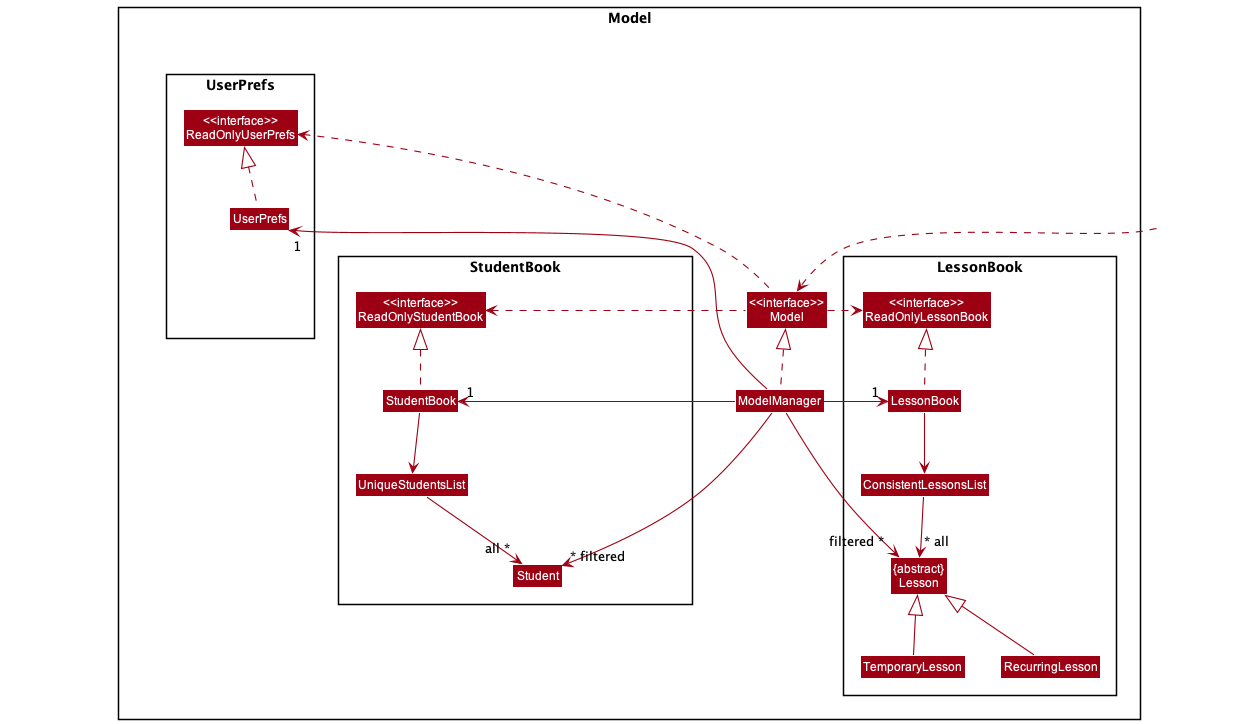 Model
UserPrefs
<<interface>>
ReadOnlyUserPrefs
UserPrefs
1
StudentBook
LessonBook
<<interface>>
ReadOnlyStudentBook
<<interface>>
Model
<<interface>>
ReadOnlyLessonBook
StudentBook
1
ModelManager
1
LessonBook
UniqueStudentsList
ConsistentLessonsList
all *
* filtered
filtered *
* all
Student
{abstract}
Lesson
TemporaryLesson
RecurringLesson